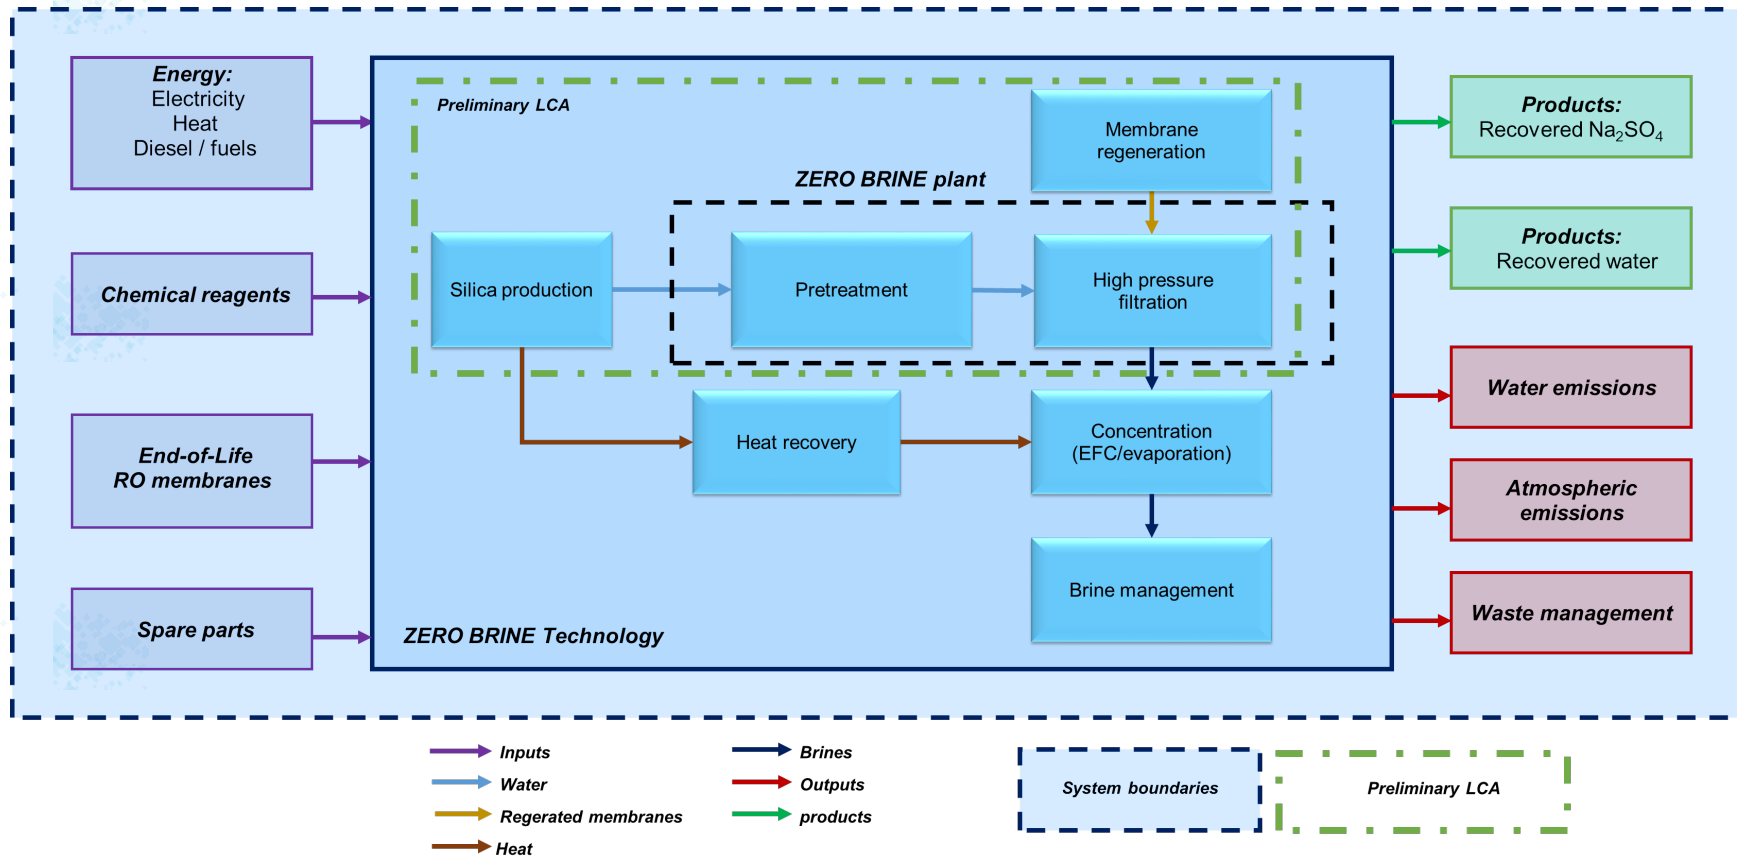 Energy:
Electricity
Heat
Diesel / fuels
Chemical reagents
End-of-Life
RO membranes
Spare parts
Preliminary LCA
Membrane
regeneration
ZERO BRINE plant
Silica production
Pretreatment
High pressure
filtration
Heat recovery
Concentration
(EFC/evaporation)
Brine management
ZERO BRINE Technology
Products:
Recovered Na₂SO₄
Products:
Recovered water
Water emissions
Atmospheric
emissions
Waste management
Inputs
Water
Regerated membranes
Heat
Brines
Outputs
products
System boundaries
Preliminary LCA